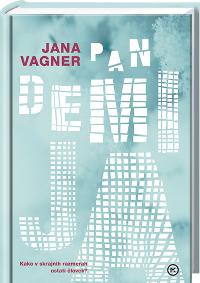 JANA
VAGNER
PAN
DEMI
JA
Kako v skrajnih razmerah
ostati človek?